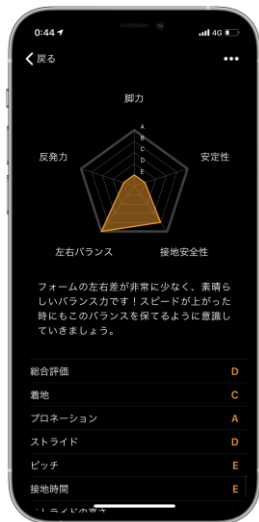 0:44
4G
戻る
脚力
A
B
C
D
E
反発力
安定性
左右バランス
接地安全性
フォームの左右差が非常に少なく、素晴ら
しいバランス力です！スピードが上がった
時にもこのバランスを保てるように意識し
ていきましょう。
総合評価 D
着地 C
プロネーション A
ストライド D
ピッチ E
接地時間 E